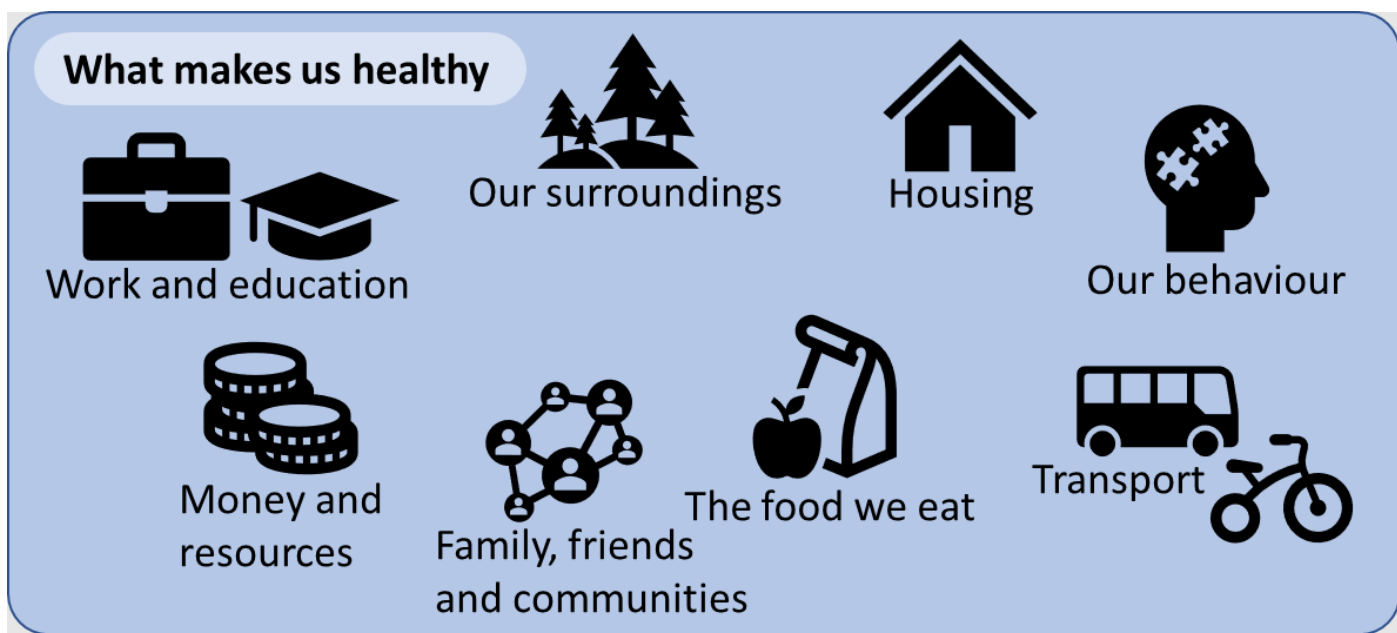 What makes us healthy
Our surroundings
Housing
Work and education
Our behaviour
Money and
resources
Family, friends
and communities
The food we eat
Transport